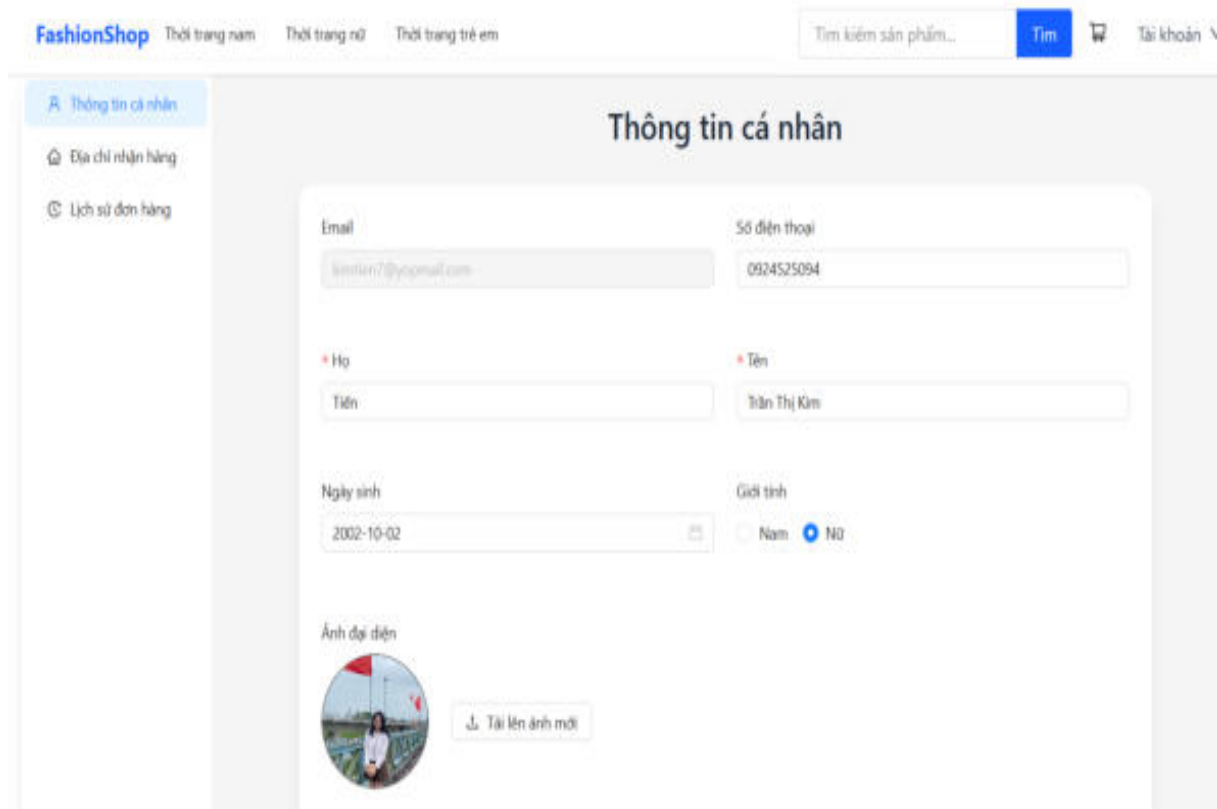 FashionShop Thời trang nam Thời trang nữ Thời trang trẻ em Tìm kiếm sản phẩm... Tìm Tài khoản
Thông tin cá nhân
Địa chỉ nhận hàng
Lịch sử đơn hàng
Thông tin cá nhân
Email Số điện thoại
kimtien7@yopmail.com 0924525094
* Họ * Tên
Tiến Trần Thị Kim
Ngày sinh Giới tính
2002-10-02 Nam Nữ
Ảnh đại diện
Tải lên ảnh mới